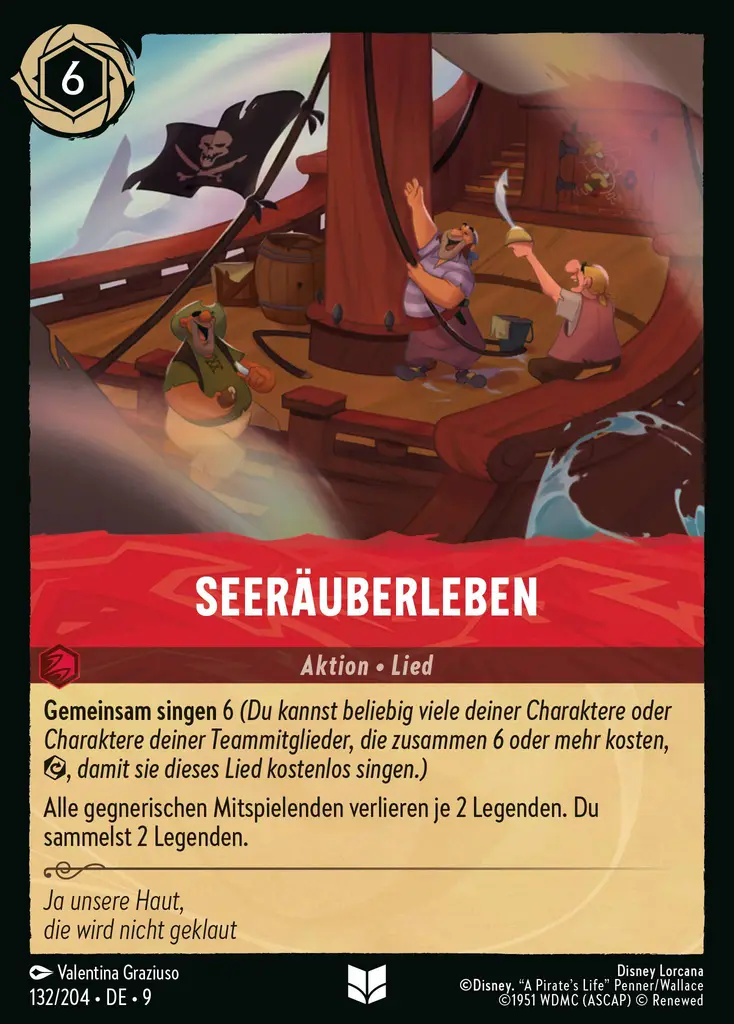 6
SEERÄUBERLEBEN
Aktion • Lied
Gemeinsam singen 6 (Du kannst beliebig viele deiner Charaktere oder
Charaktere deiner Teammitglieder, die zusammen 6 oder mehr kosten,
, damit sie dieses Lied kostenlos singen.)
Alle gegnerischen Mitspielenden verlieren je 2 Legenden. Du
sammelst 2 Legenden.
Ja unsere Haut,
die wird nicht geklaut
Valentina Graziuso
132/204 • DE • 9
Disney Lorcana
©Disney. “A Pirate’s Life” Penner/Wallace
©1951 WDMC (ASCAP) © Renewed